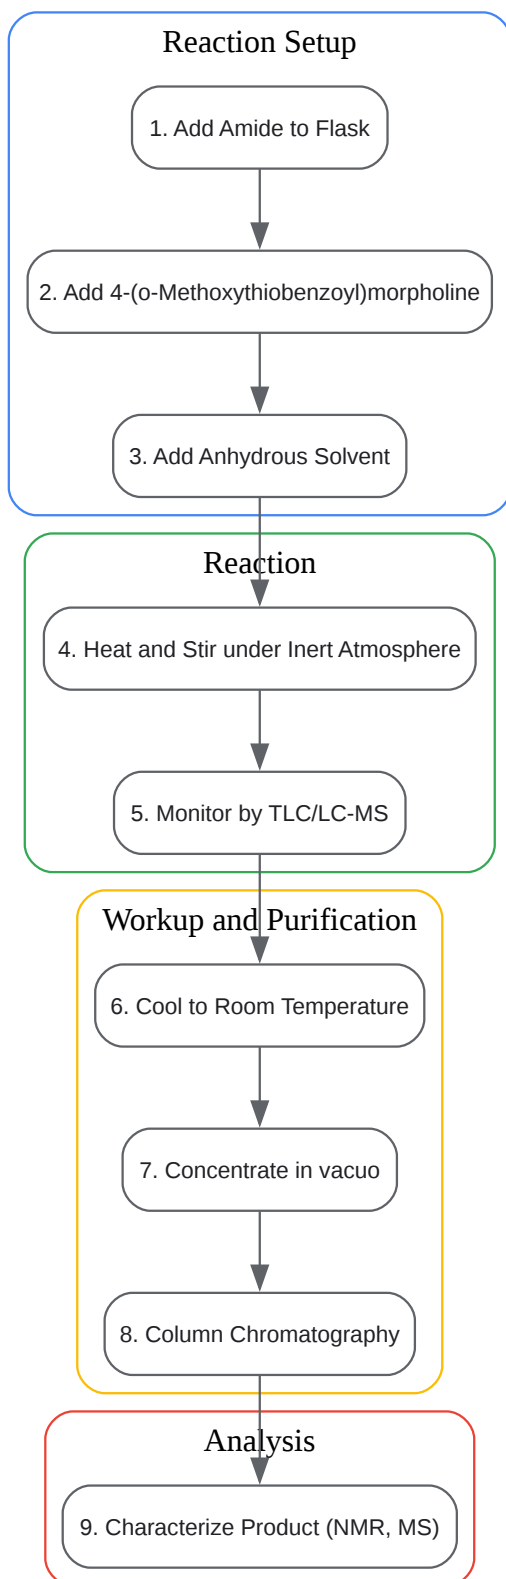 Reaction Setup
1. Add Amide to Flask
2. Add 4-(o-Methoxythiobenzoyl)morpholine
3. Add Anhydrous Solvent
Reaction
4. Heat and Stir under Inert Atmosphere
5. Monitor by TLC/LC-MS
Workup and Purification
6. Cool to Room Temperature
7. Concentrate in vacuo
8. Column Chromatography
Analysis
9. Characterize Product (NMR, MS)